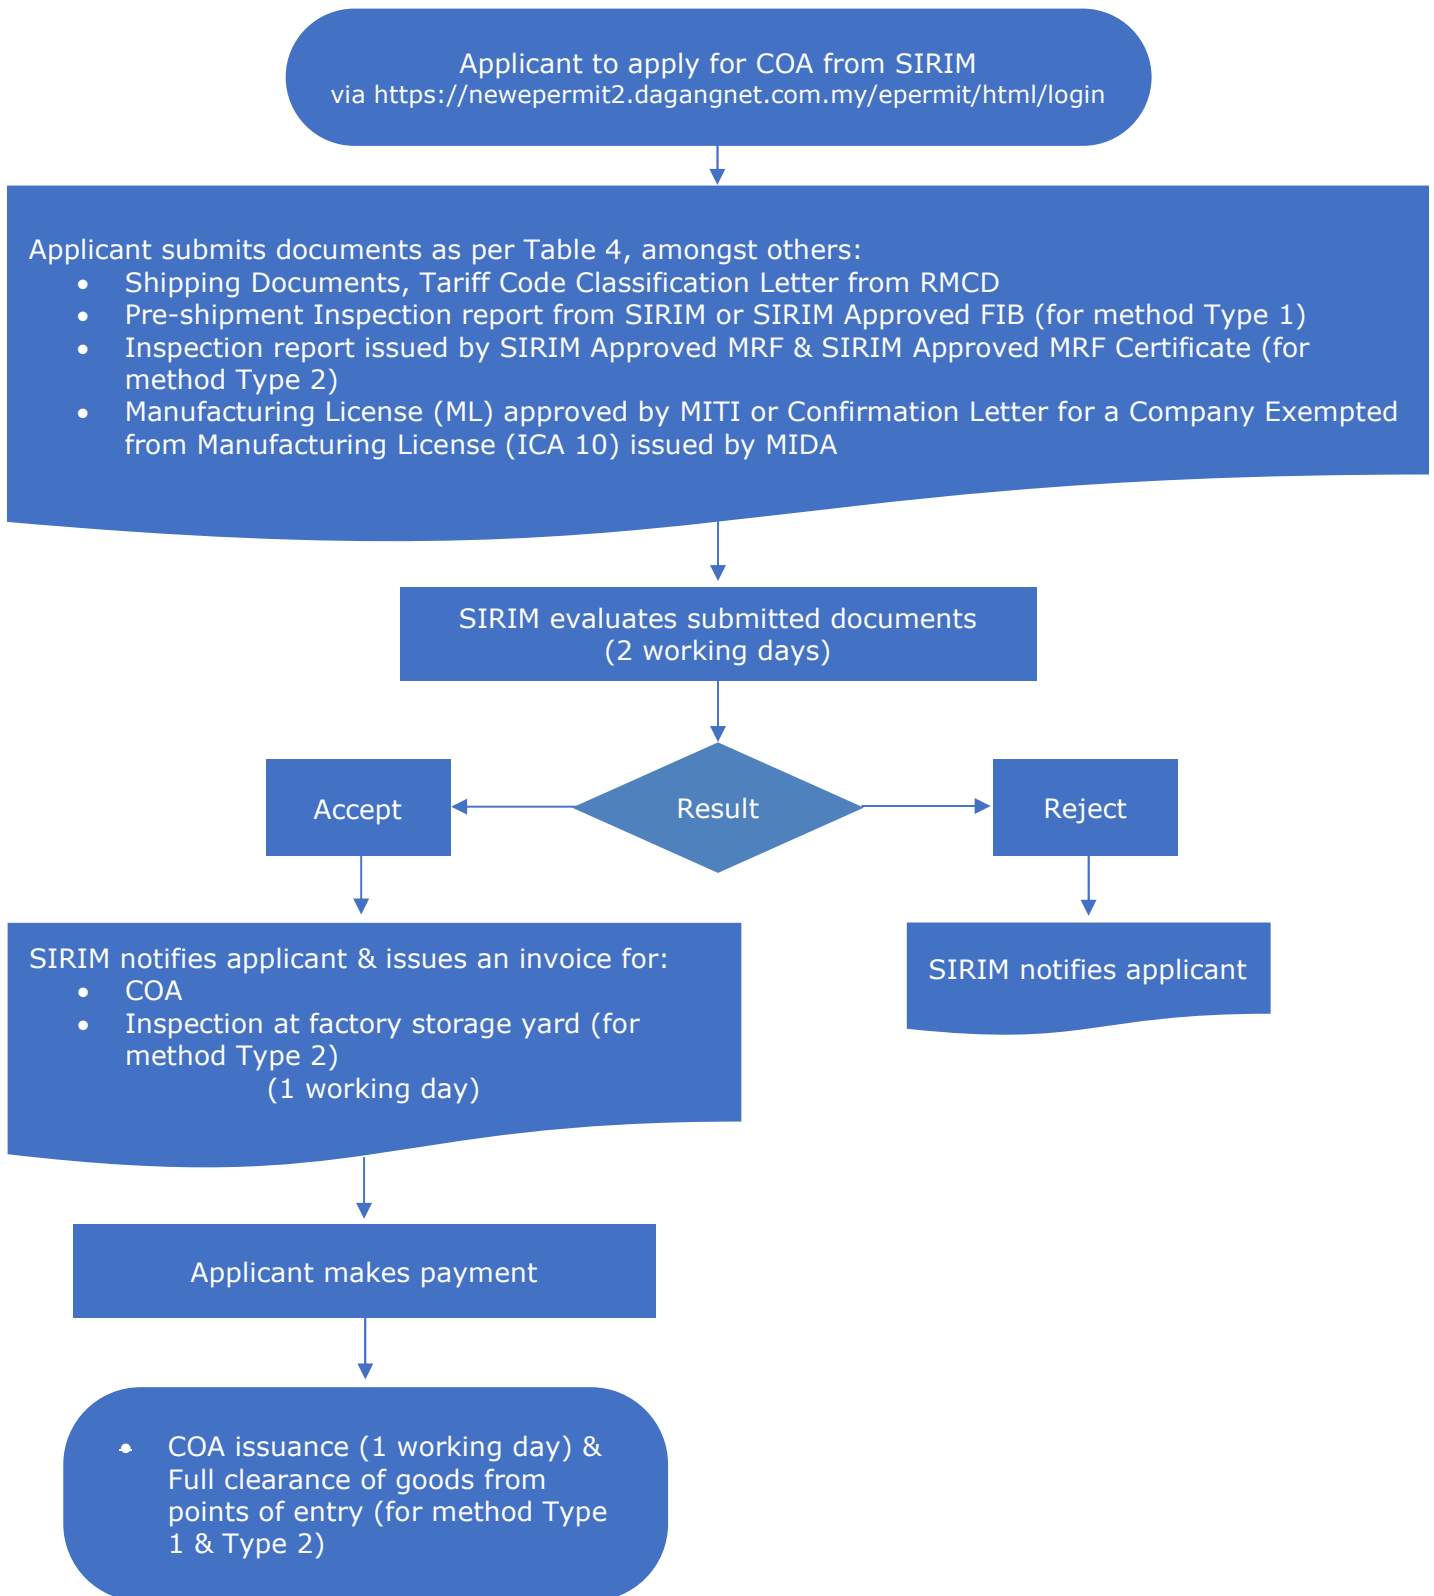 Applicant to apply for COA from SIRIM
via https://newepermit2.dagangnet.com.my/epermit/html/login
Applicant submits documents as per Table 4, amongst others:
• Shipping Documents, Tariff Code Classification Letter from RMCD
• Pre-shipment Inspection report from SIRIM or SIRIM Approved FIB (for method Type 1)
• Inspection report issued by SIRIM Approved MRF & SIRIM Approved MRF Certificate (for
method Type 2)
• Manufacturing License (ML) approved by MITI or Confirmation Letter for a Company Exempted
from Manufacturing License (ICA 10) issued by MIDA
SIRIM evaluates submitted documents
(2 working days)
Accept
Result
Reject
SIRIM notifies applicant & issues an invoice for:
• COA
• Inspection at factory storage yard (for
method Type 2)
(1 working day)
SIRIM notifies applicant
Applicant makes payment
• COA issuance (1 working day) &
Full clearance of goods from
points of entry (for method Type
1 & Type 2)